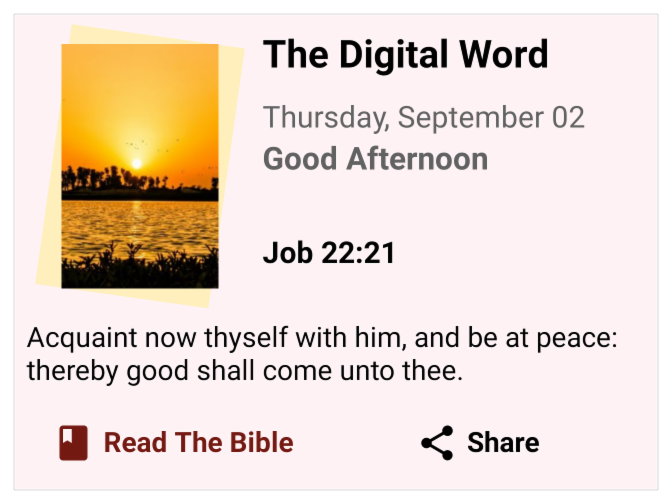 The Digital Word
Thursday, September 02
Good Afternoon
Job 22:21
Acquaint now thyself with him, and be at peace:
thereby good shall come unto thee.
Read The Bible
Share